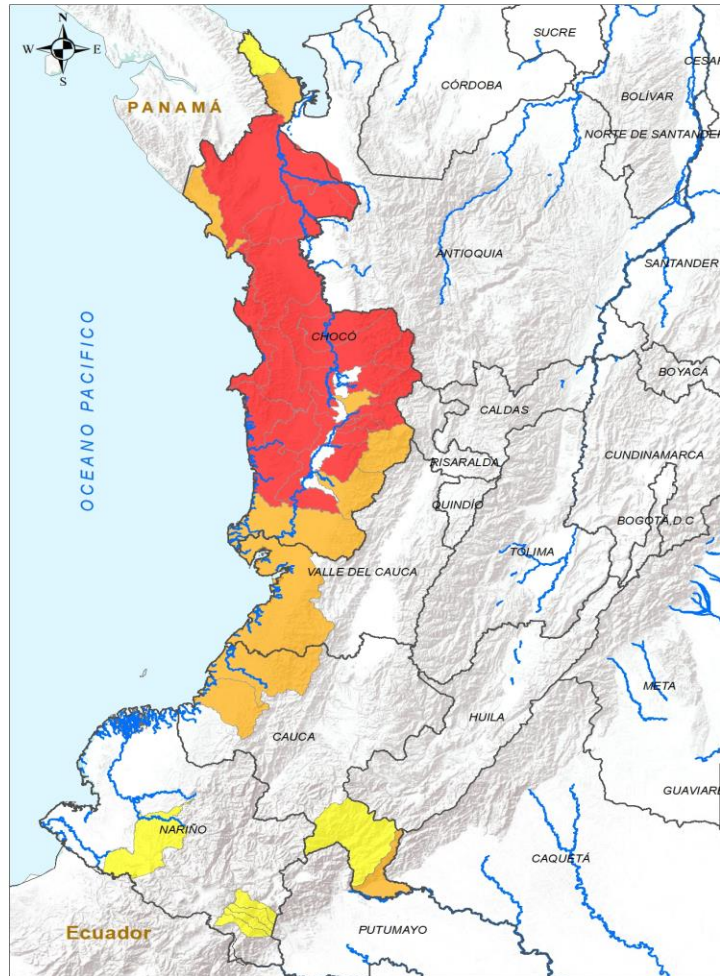 N
W E
S
PANAMÁ
SUCRE
CÓRDOBA
CESAR
BOLÍVAR
NORTE DE SANTANDER
ANTIOQUIA
SANTANDER
OCEANO PACIFICO
CHOCÓ
BOYACÁ
CALDAS
CUNDINAMARCA
RISARALDA
QUINDÍO
BOGOTÁ, D.C
TOLIMA
VALLE DEL CAUCA
META
HUILA
CAUCA
GUAVIARE
NARIÑO
CAQUETÁ
Ecuador
PUTUMAYO